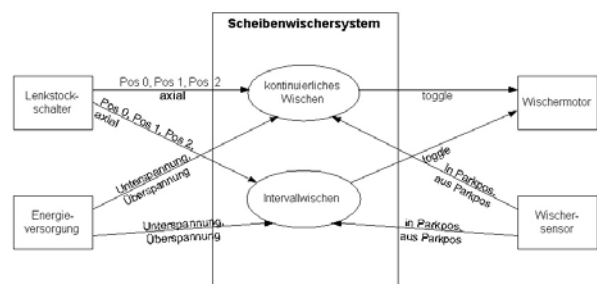 Scheibenwischersystem
Lenkstock-
schalter
Pos 0, Pos 1, Pos 2
axial
kontinuierliches
Wischen
toggle
Wischermotor
Pos 0, Pos 1, Pos 2,
axial
toggle
Unterspannung,
Überspannung
in Parkpos,
aus Parkpos
Intervallwischen
Energie-
versorgung
Unterspannung,
Überspannung
in Parkpos,
aus Parkpos
Wischer-
sensor